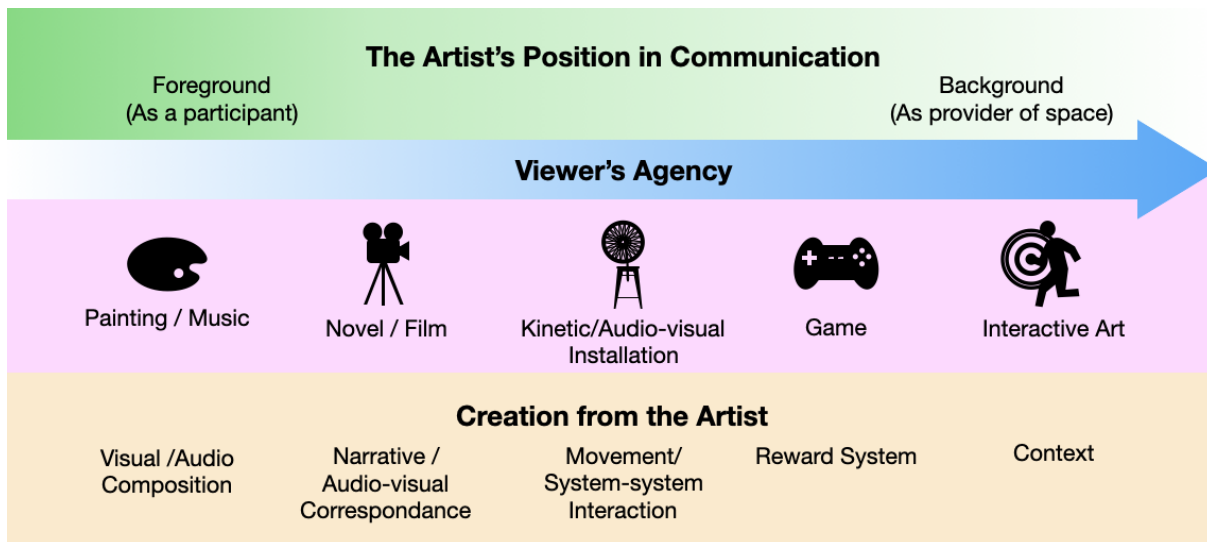 The Artist's Position in Communication
Foreground
(As a participant)
Background
(As provider of space)
Viewer's Agency
Painting / Music
Novel / Film
Kinetic/Audio-visual
Installation
Game
Interactive Art
Creation from the Artist
Visual /Audio
Composition
Narrative /
Audio-visual
Correspondance
Movement/
System-system
Interaction
Reward System
Context